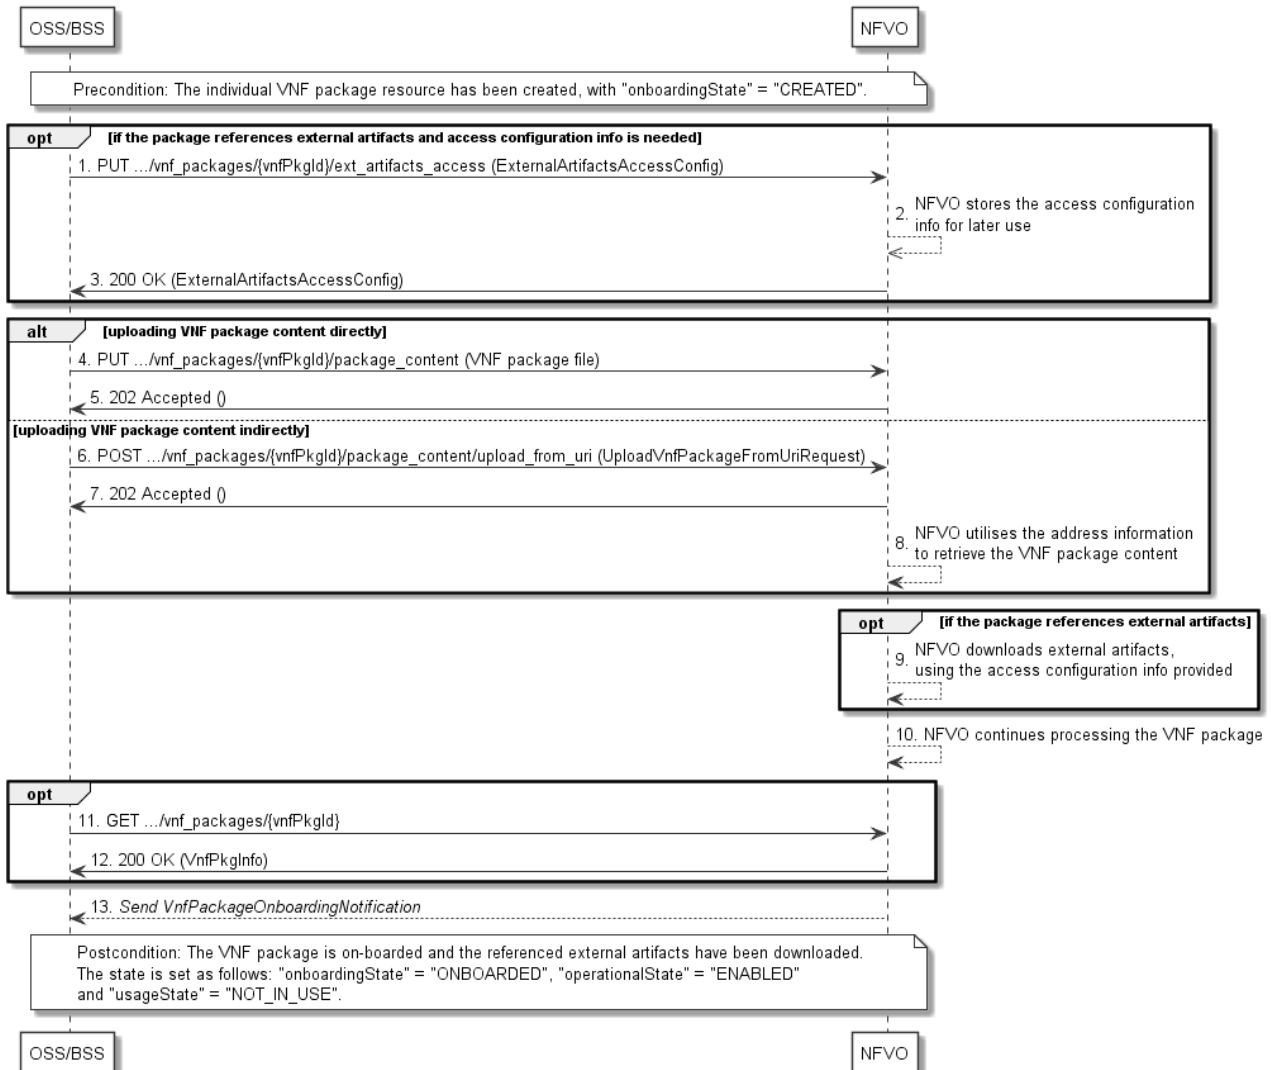 OSS/BSS
NFVO
Precondition: The individual VNF package resource has been created, with "onboardingState" = "CREATED".
opt [if the package references external artifacts and access configuration info is needed]
1. PUT .../vnf_packages/{vnfPkgId}/ext_artifacts_access (ExternalArtifactsAccessConfig)
2. NFVO stores the access configuration
info for later use
3. 200 OK (ExternalArtifactsAccessConfig)
alt [uploading VNF package content directly]
4. PUT .../vnf_packages/{vnfPkgId}/package_content (VNF package file)
5. 202 Accepted ()
[uploading VNF package content indirectly]
6. POST .../vnf_packages/{vnfPkgId}/package_content/upload_from_uri (UploadVnfPackageFromUriRequest)
7. 202 Accepted ()
8. NFVO utilises the address information
to retrieve the VNF package content
opt [if the package references external artifacts]
9. NFVO downloads external artifacts,
using the access configuration info provided
10. NFVO continues processing the VNF package
opt
11. GET .../vnf_packages/{vnfPkgId}
12. 200 OK (VnfPkgInfo)
13. Send VnfPackageOnboardingNotification
Postcondition: The VNF package is on-boarded and the referenced external artifacts have been downloaded.
The state is set as follows: "onboardingState" = "ONBOARDED", "operationalState" = "ENABLED"
and "usageState" = "NOT_IN_USE".
OSS/BSS
NFVO